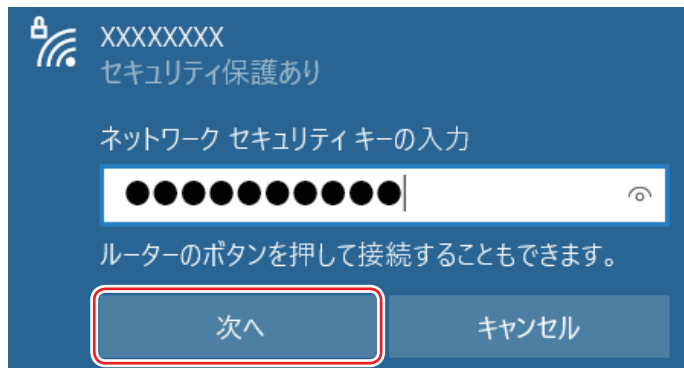 XXXXXXXX
セキュリティ保護あり
ネットワーク セキュリティ キーの入力
●●●●●●●●●●
ルーターのボタンを押して接続することもできます。
次へ
キャンセル